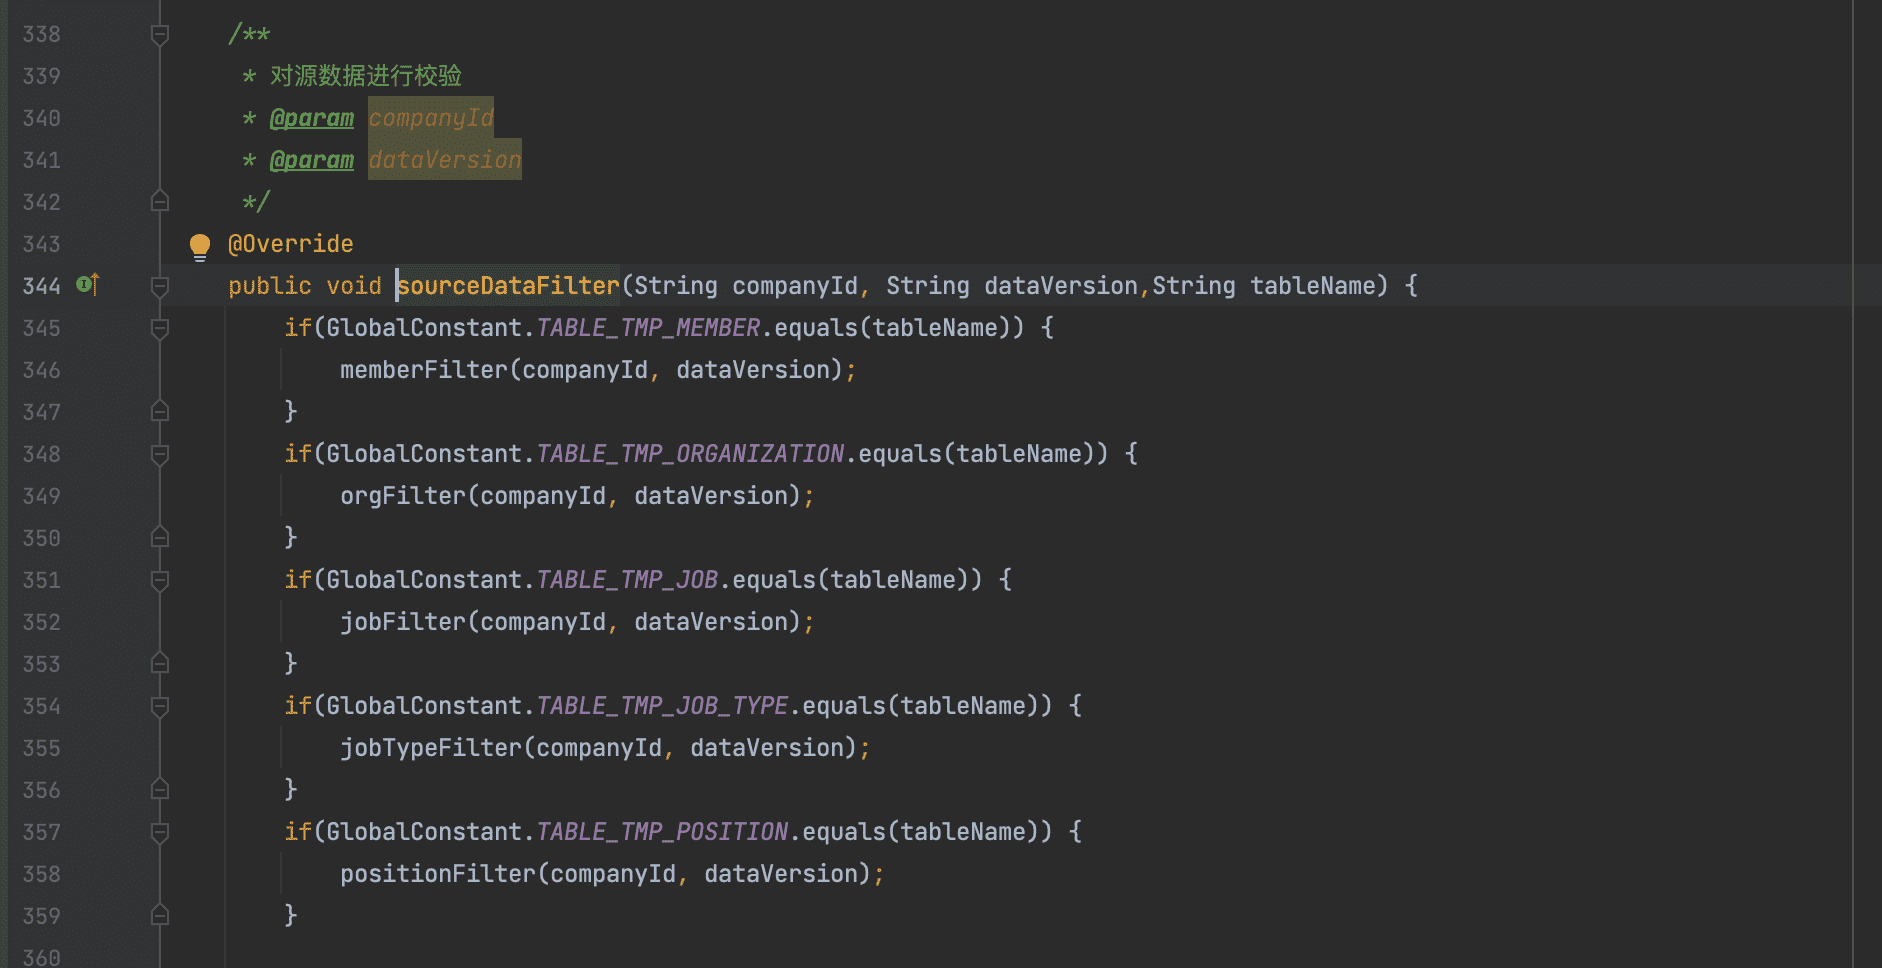 338 /**
339 * 对源数据进行校验
340 * @param companyId
341 * @param dataVersion
342 */
343 @Override
344 public void sourceDataFilter(String companyId, String dataVersion,String tableName) {
345 if(GlobalConstant.TABLE_TMP_MEMBER.equals(tableName)) {
346 memberFilter(companyId, dataVersion);
347 }
348 if(GlobalConstant.TABLE_TMP_ORGANIZATION.equals(tableName)) {
349 orgFilter(companyId, dataVersion);
350 }
351 if(GlobalConstant.TABLE_TMP_JOB.equals(tableName)) {
352 jobFilter(companyId, dataVersion);
353 }
354 if(GlobalConstant.TABLE_TMP_JOB_TYPE.equals(tableName)) {
355 jobTypeFilter(companyId, dataVersion);
356 }
357 if(GlobalConstant.TABLE_TMP_POSITION.equals(tableName)) {
358 positionFilter(companyId, dataVersion);
359 }
360